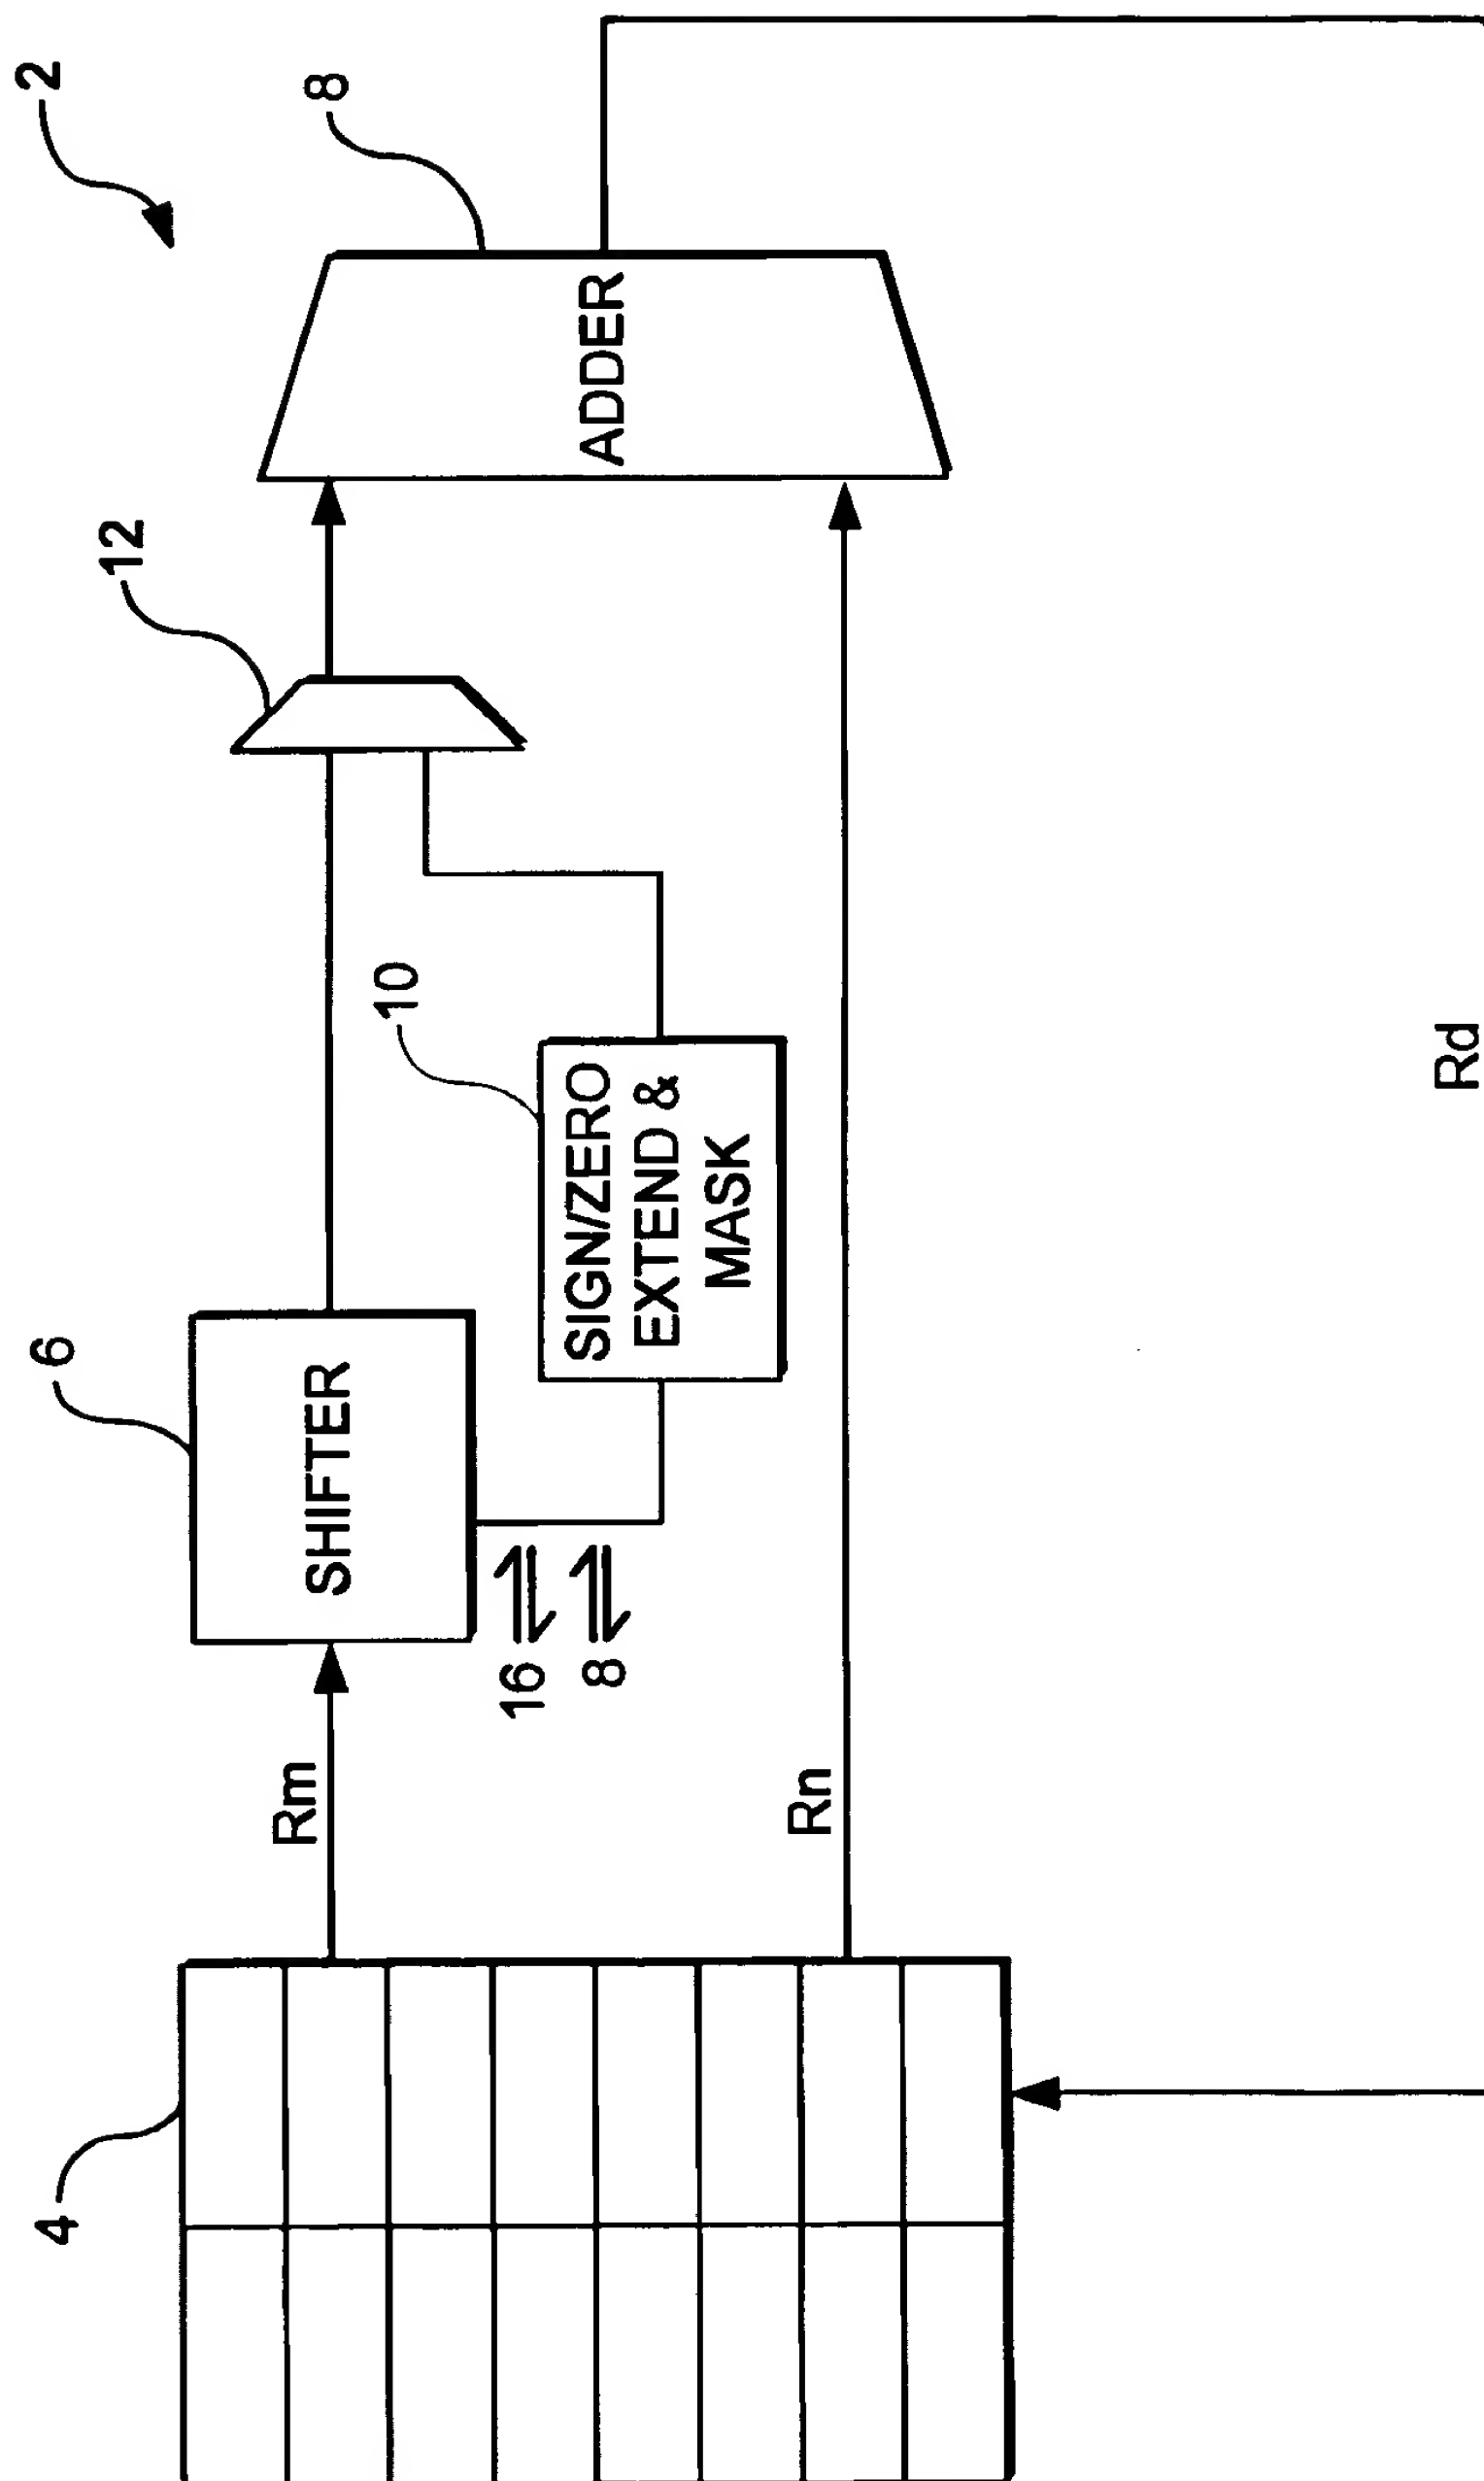 2
8
12
ADDER
10
SIGN/ZERO
EXTEND &
MASK
6
SHIFTER
16
8
Rm
Rn
Rd
4